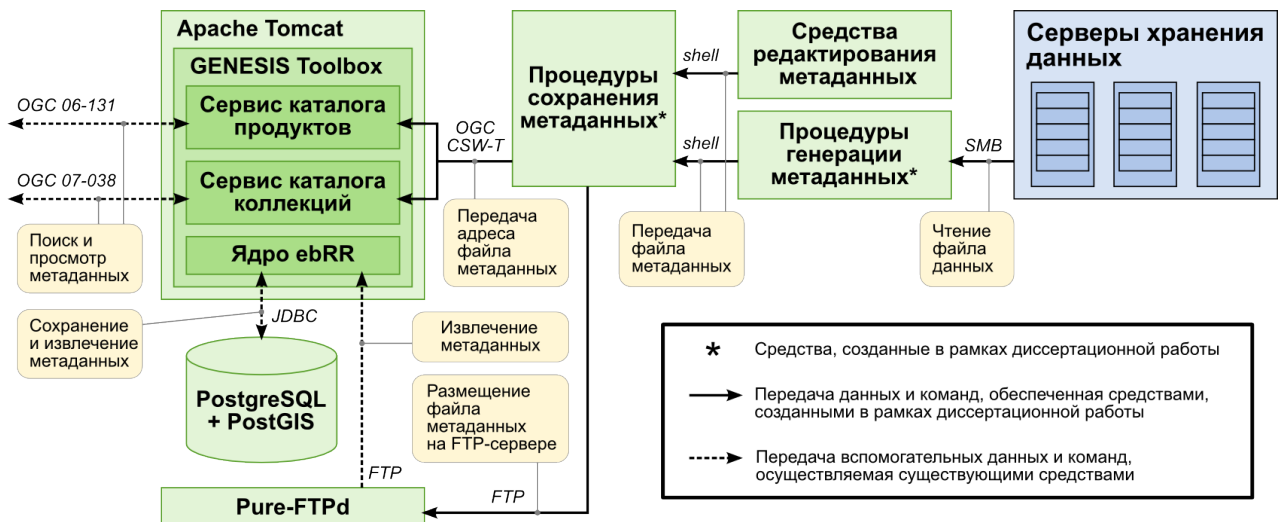 Apache Tomcat
GENESIS Toolbox
Сервис каталога
продуктов
Сервис каталога
коллекций
Ядро ebRR
OGC 06-131
OGC 07-038
Поиск и
просмотр
метаданных
Сохранение
и извлечение
метаданных
JDBC
PostgreSQL
+ PostGIS
OGC
CSW-T
Передача
адреса
файла
метаданных
Процедуры
сохранения
метаданных*
shell
shell
Передача
файла
метаданных
Средства
редактирования
метаданных
Процедуры
генерации
метаданных*
SMB
Чтение
файла
данных
Серверы хранения
данных
Извлечение
метаданных
Размещение
файла
метаданных
на FTP-сервере
FTP
FTP
Pure-FTPd
* Средства, созданные в рамках диссертационной работы
Передача данных и команд, обеспеченная средствами,
созданными в рамках диссертационной работы
Передача вспомогательных данных и команд,
осуществляемая существующими средствами